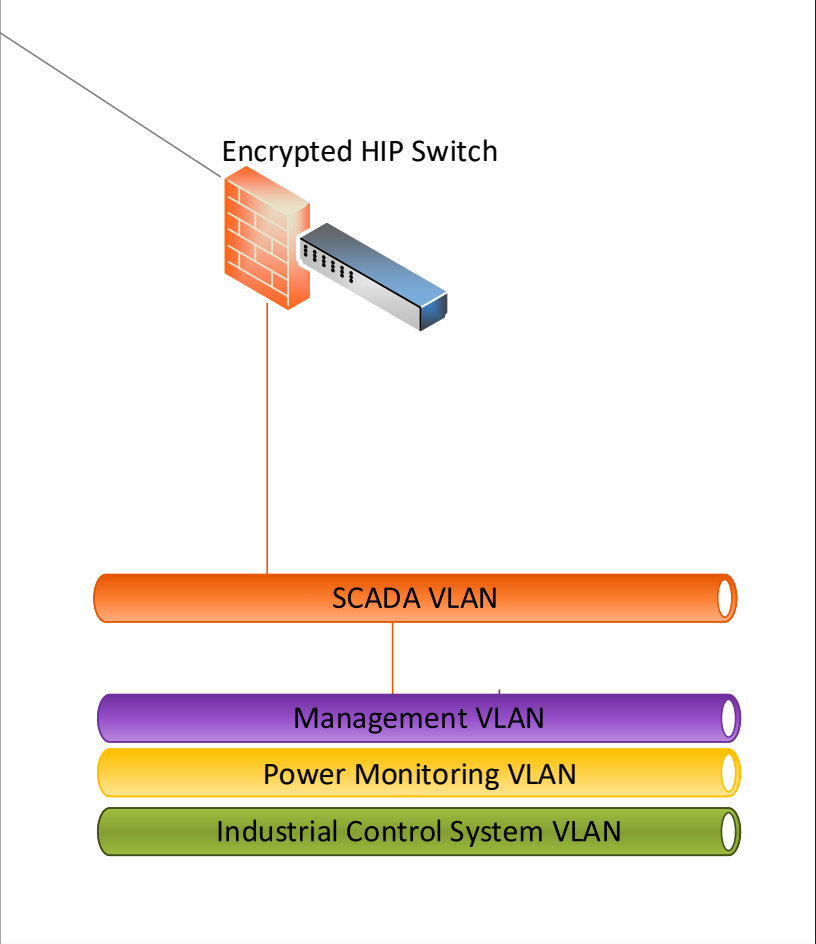 Encrypted HIP Switch
SCADA VLAN
Management VLAN
Power Monitoring VLAN
Industrial Control System VLAN